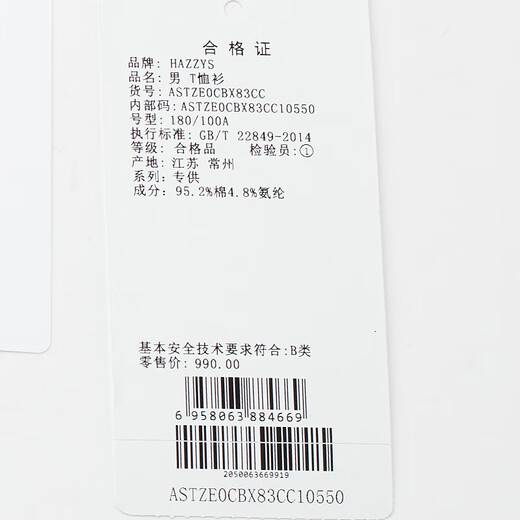 合格证
品牌: HAZZYS
品名: 男 T恤衫
货号: ASTZE0CBX83CC
内部码: ASTZE0CBX83CC10550
号型: 180/100A
执行标准: GB/T 22849-2014
等级: 合格品 检验员:①
产地: 江苏 常州
系列: 专供
成分: 95.2%棉4.8%氨纶
基本安全技术要求符合:B类
零售价: 990.00
6 958063 884669
2050063669919
ASTZE0CBX83CC10550